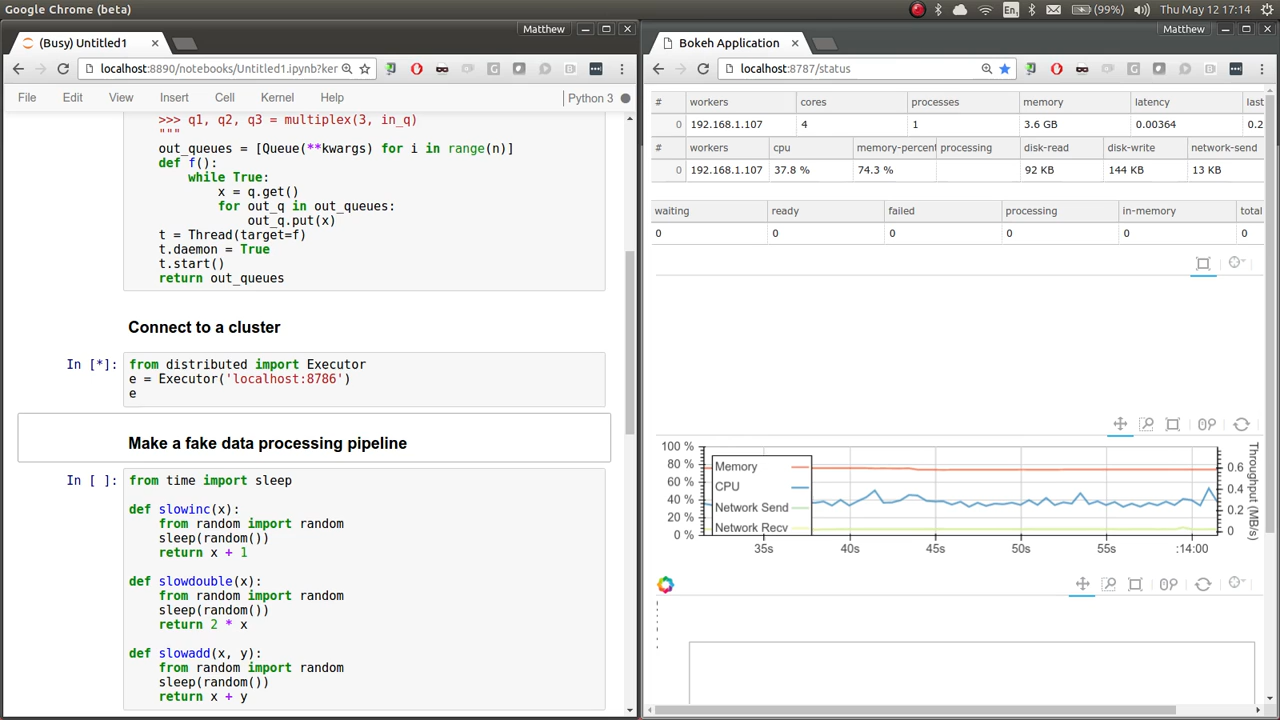 Google Chrome (beta)
En1
(99%)
Thu May 12 17:14
(Busy) Untitled1
Matthew
localhost:8890/notebooks/Untitled1.ipynb?ker
File Edit View Insert Cell Kernel Help
Python 3
>>> q1, q2, q3 = multiplex(3, in_q)
"""
out_queues = [Queue(**kwargs) for i in range(n)]
def f():
while True:
x = q.get()
for out_q in out_queues:
out_q.put(x)
t = Thread(target=f)
t.daemon = True
t.start()
return out_queues
Connect to a cluster
In [*]:
from distributed import Executor
e = Executor('localhost:8786')
e
Make a fake data processing pipeline
In [ ]:
from time import sleep
def slowinc(x):
from random import random
sleep(random())
return x + 1
def slowdouble(x):
from random import random
sleep(random())
return 2 * x
def slowadd(x, y):
from random import random
sleep(random())
return x + y
Bokeh Application
Matthew
localhost:8787/status
# workers cores processes memory latency last
0 192.168.1.107 4 1 3.6 GB 0.00364 0.2
# workers cpu memory-percent processing disk-read disk-write network-send
0 192.168.1.107 37.8 % 74.3 % 92 KB 144 KB 13 KB
waiting ready failed processing in-memory total
0 0 0 0 0 0
100 %
80 %
60 %
40 %
20 %
0 %
Memory
CPU
Network Send
Network Recv
0.6
0.4
0.2
0
Throughput (MB/s)
35s 40s 45s 50s 55s :14:00